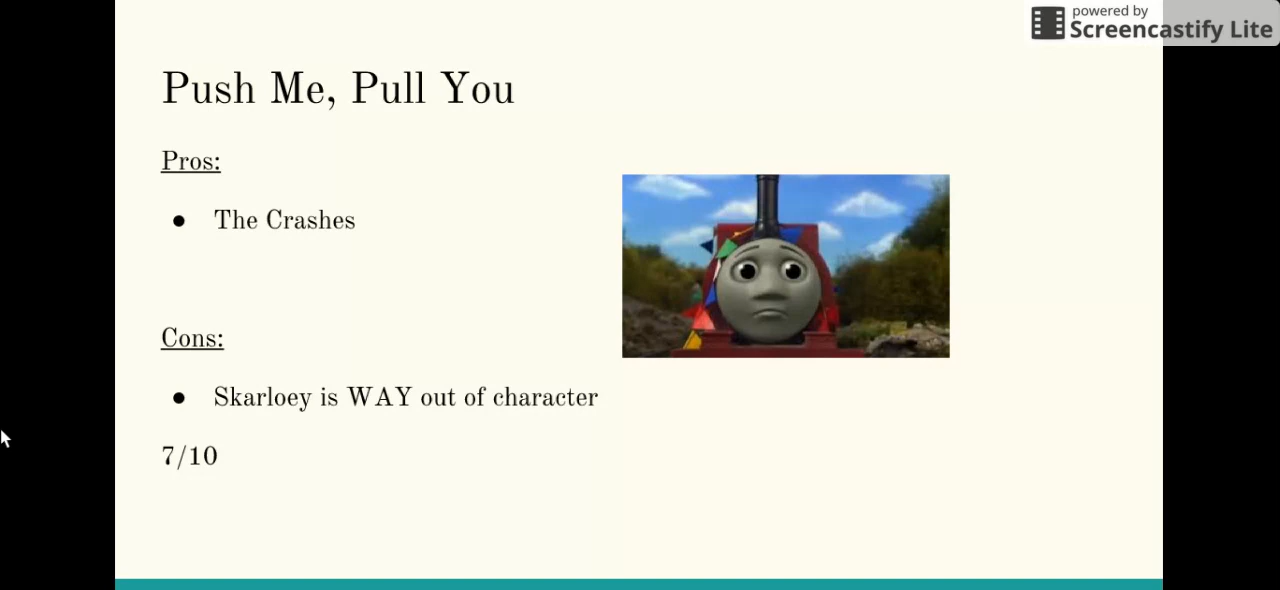 powered by
Screencastify Lite
Push Me, Pull You
Pros:
● The Crashes
Cons:
● Skarloey is WAY out of character
7/10